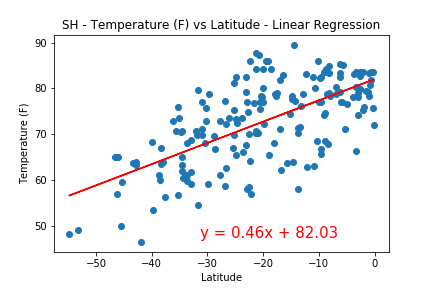 SH - Temperature (F) vs Latitude - Linear Regression
90
80
70
60
50
Temperature (F)
y = 0.46x + 82.03
−50
−40
−30
−20
−10
0
Latitude